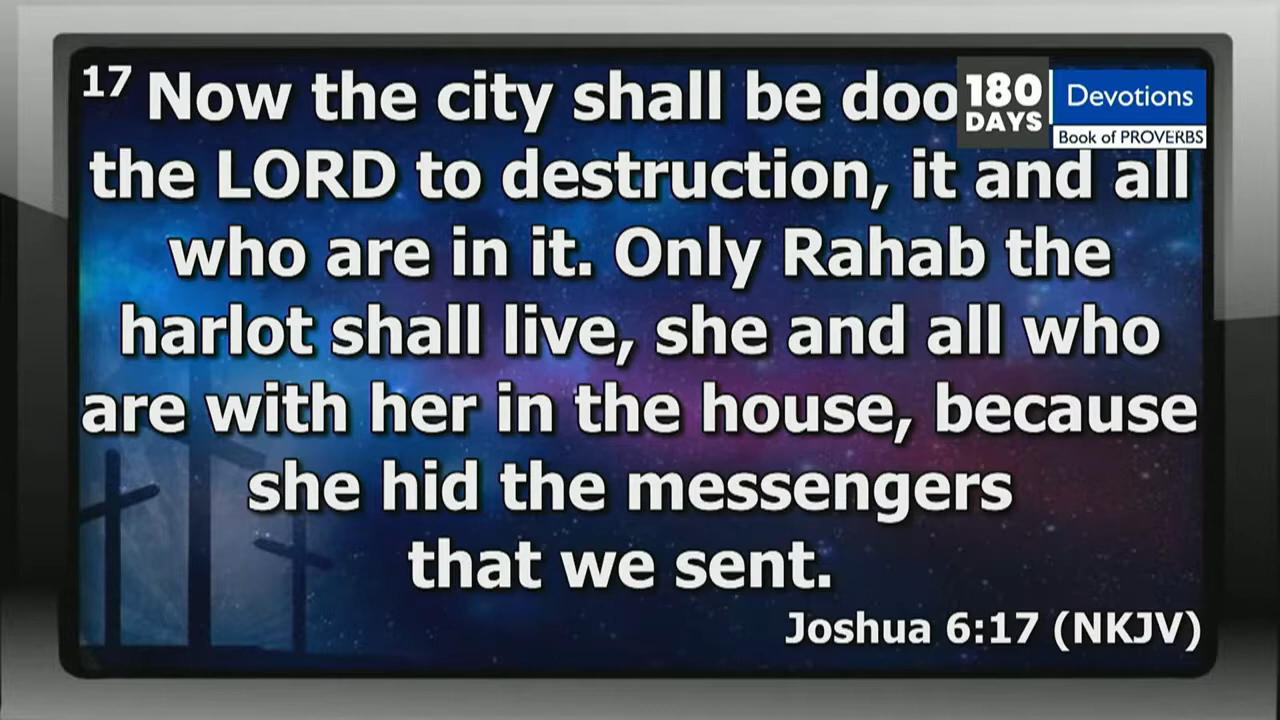 17 Now the city shall be doo
180
DAYS
Devotions
Book of PROVERBS
the LORD to destruction, it and all
who are in it. Only Rahab the
harlot shall live, she and all who
are with her in the house, because
she hid the messengers
that we sent.
Joshua 6:17 (NKJV)